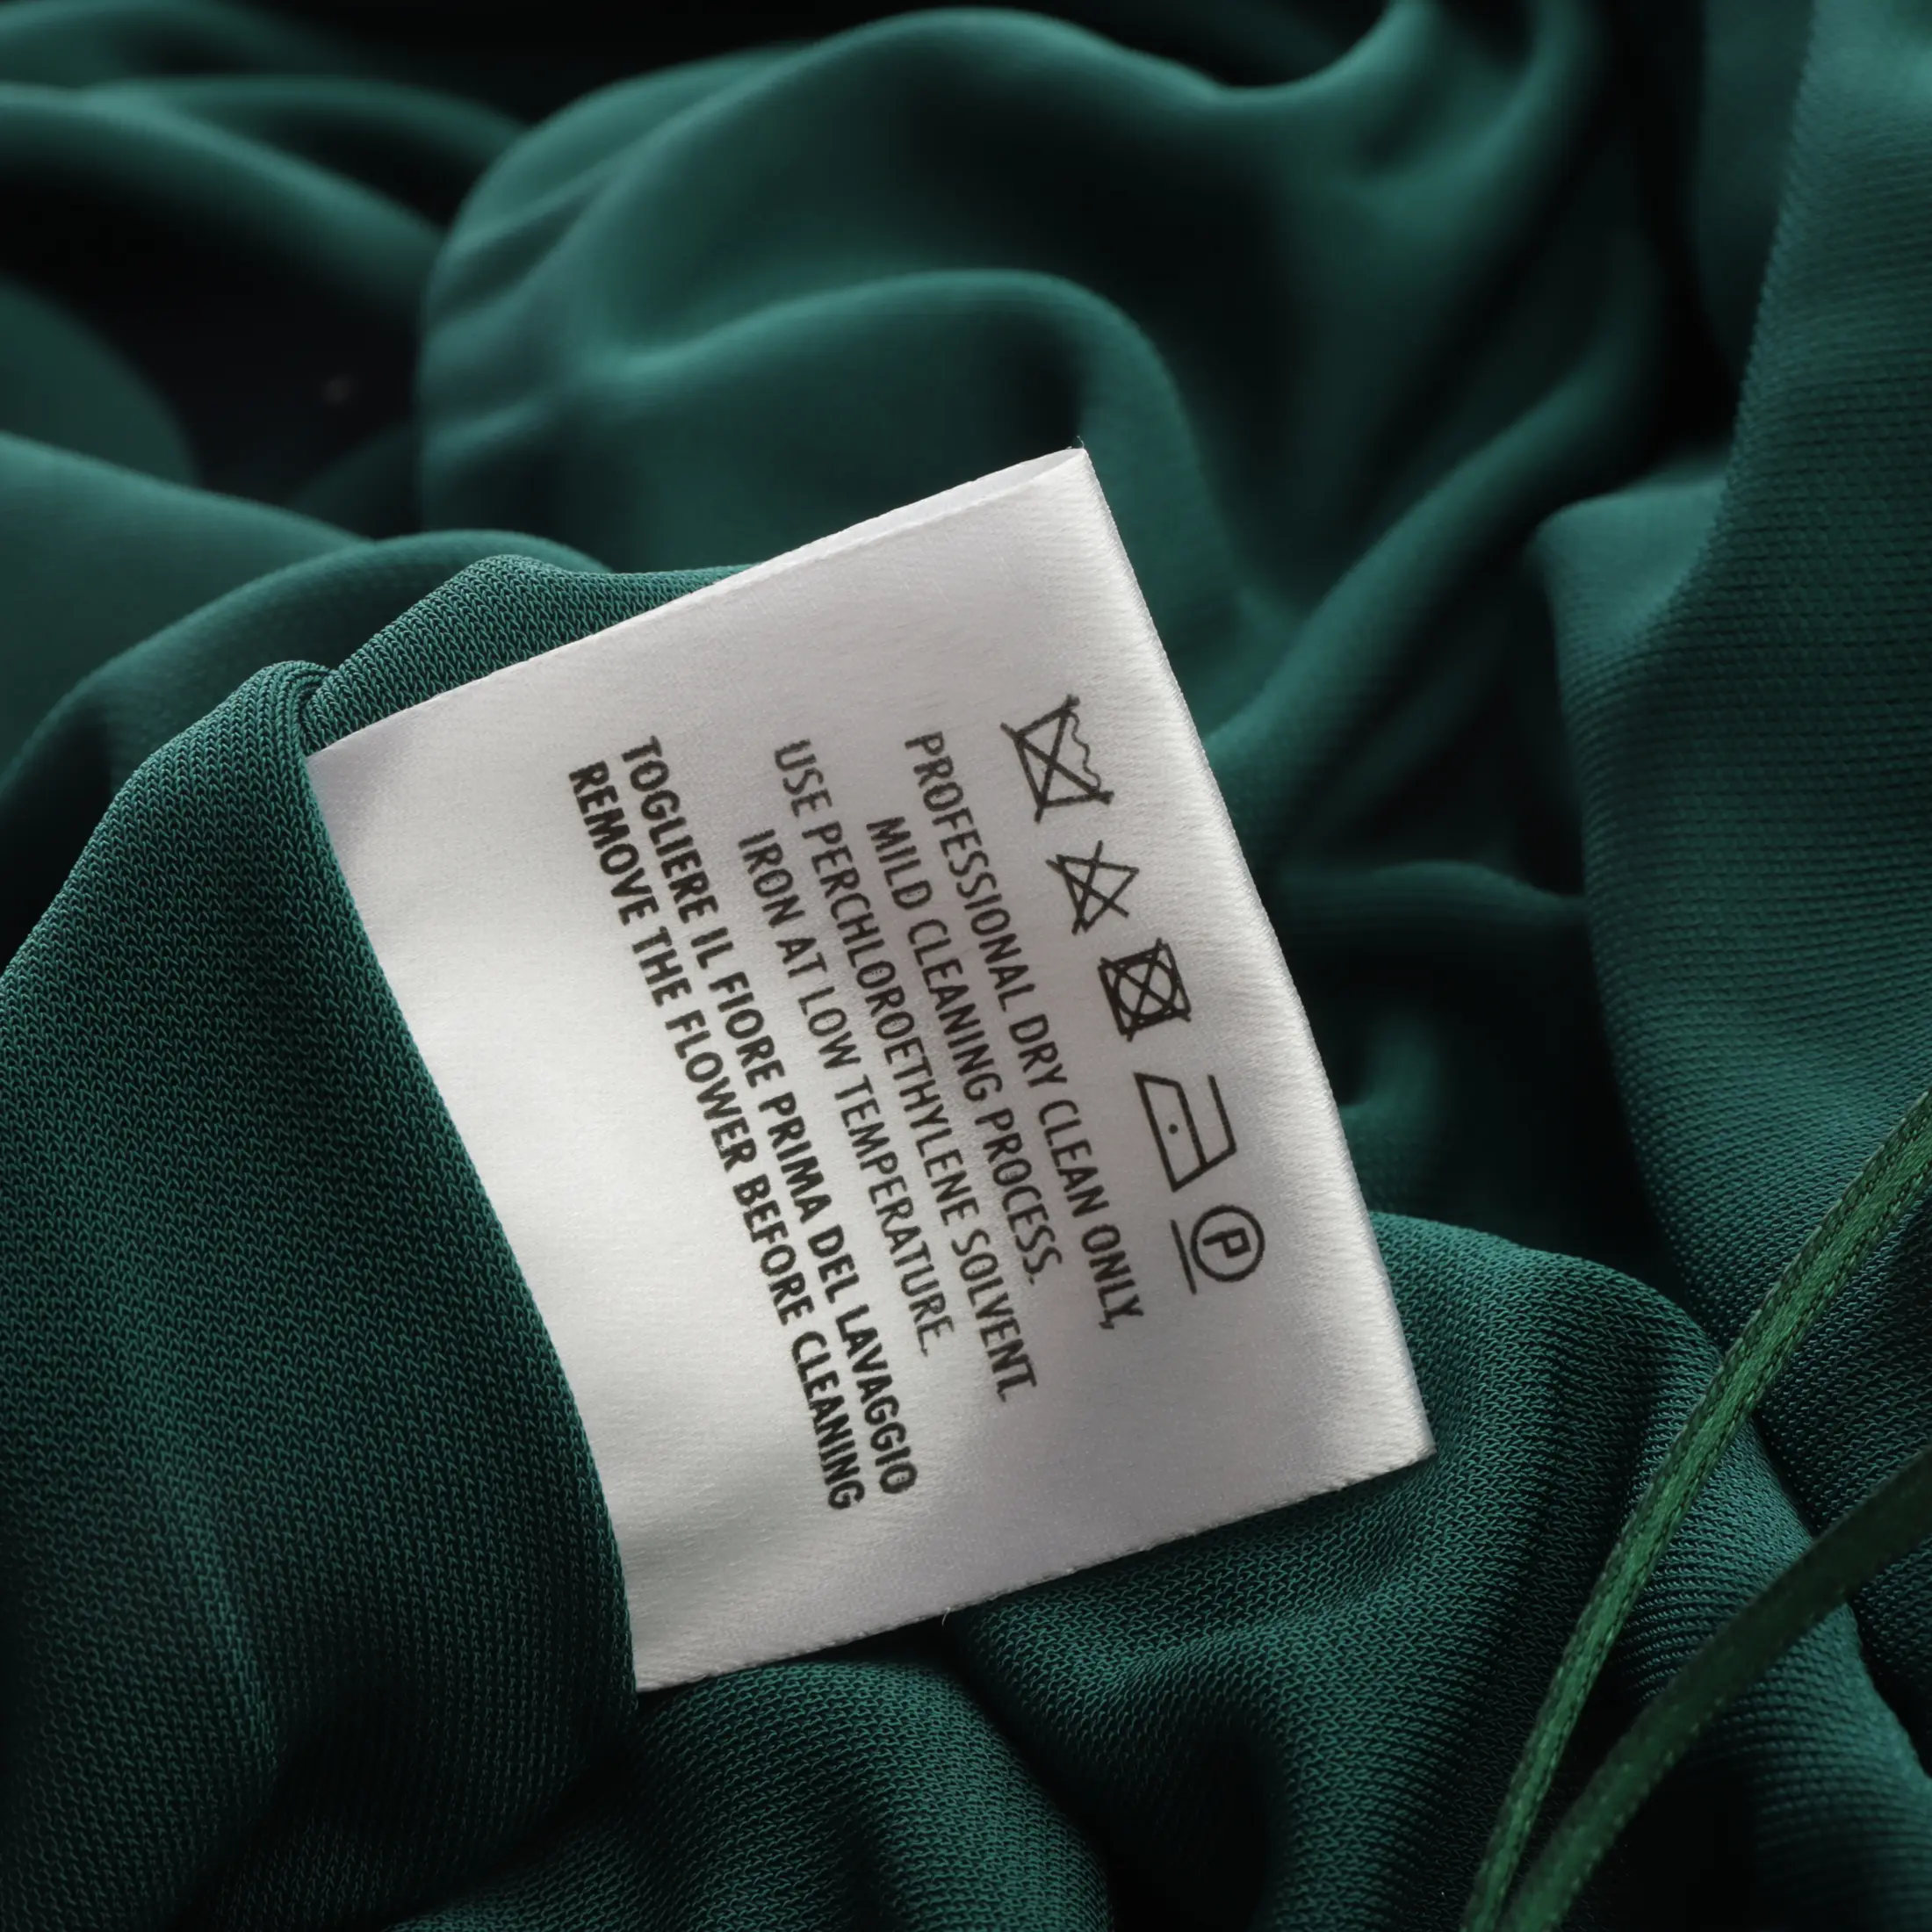 P
PROFESSIONAL DRY CLEAN ONLY,
MILD CLEANING PROCESS.
USE PERCHLOROETHYLENE SOLVENT
IRON AT LOW TEMPERATURE.
TOGLIERE IL FIORE PRIMA DEL LAVAGGIO
REMOVE THE FLOWER BEFORE CLEANING